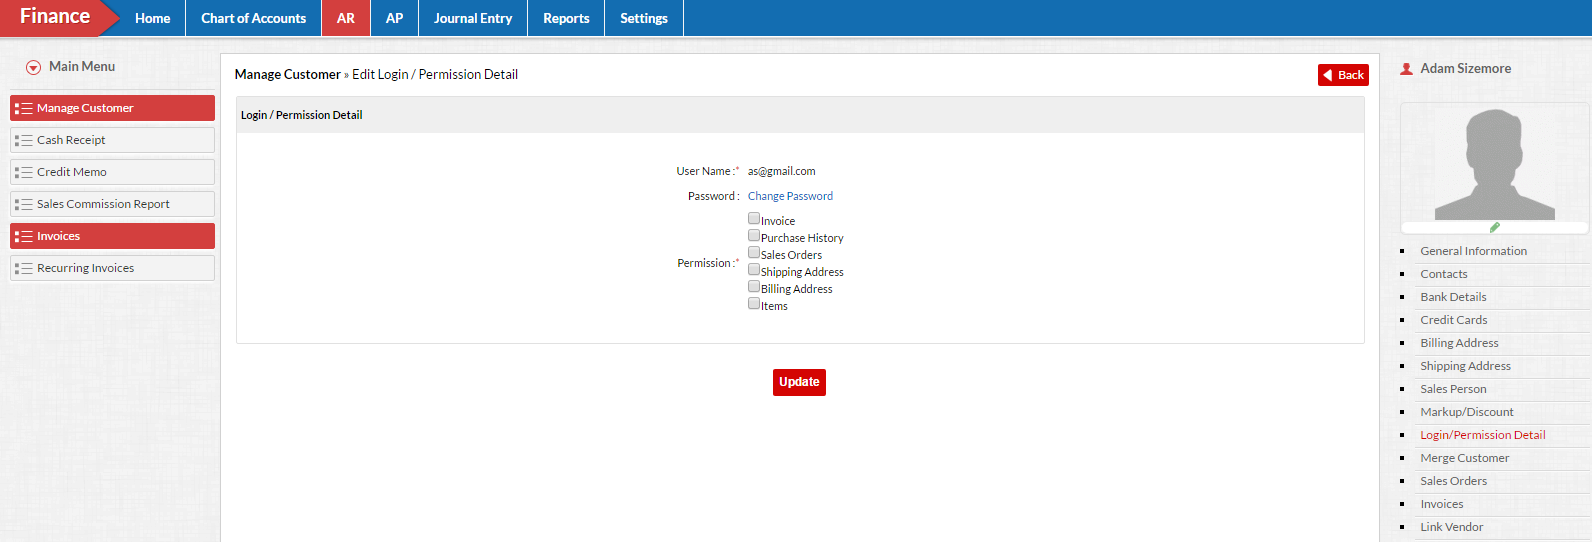 Finance
Home
Chart of Accounts
AR
AP
Journal Entry
Reports
Settings
Main Menu
Manage Customer
Cash Receipt
Credit Memo
Sales Commission Report
Invoices
Recurring Invoices
Manage Customer » Edit Login / Permission Detail
Back
Login / Permission Detail
User Name :* as@gmail.com
Password : Change Password
Permission :*
Invoice
Purchase History
Sales Orders
Shipping Address
Billing Address
Items
Update
Adam Sizemore
General Information
Contacts
Bank Details
Credit Cards
Billing Address
Shipping Address
Sales Person
Markup/Discount
Login/Permission Detail
Merge Customer
Sales Orders
Invoices
Link Vendor